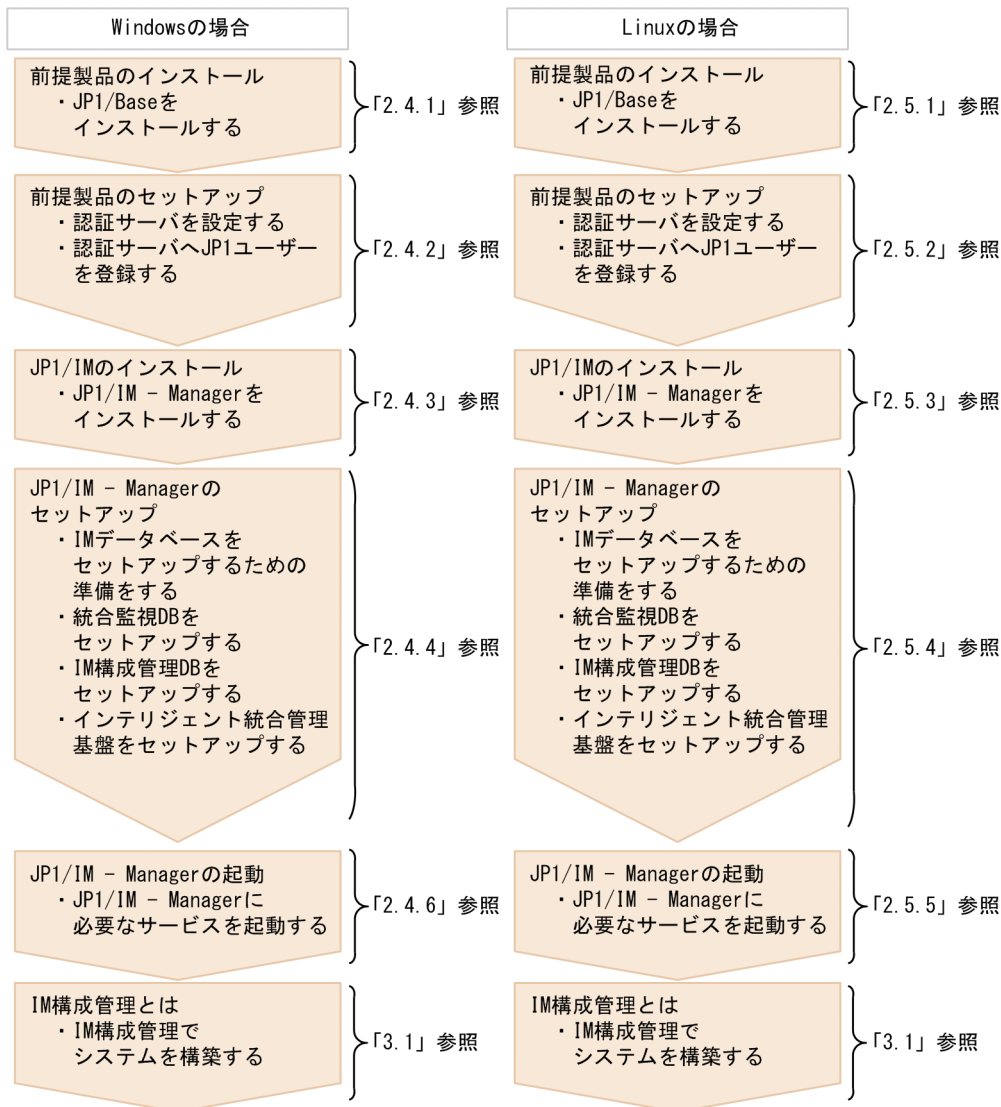 Windowsの場合
前提製品のインストール
・JP1/Baseを
インストールする
「2.4.1」参照
前提製品のセットアップ
・認証サーバを設定する
・認証サーバへJP1ユーザー
を登録する
「2.4.2」参照
JP1/IMのインストール
・JP1/IM − Managerを
インストールする
「2.4.3」参照
JP1/IM − Managerの
セットアップ
・IMデータベースを
セットアップするための
準備をする
・統合監視DBを
セットアップする
・IM構成管理DBを
セットアップする
・インテリジェント統合管理
基盤をセットアップする
「2.4.4」参照
JP1/IM − Managerの起動
・JP1/IM − Managerに
必要なサービスを起動する
「2.4.6」参照
IM構成管理とは
・IM構成管理で
システムを構築する
「3.1」参照
Linuxの場合
前提製品のインストール
・JP1/Baseを
インストールする
「2.5.1」参照
前提製品のセットアップ
・認証サーバを設定する
・認証サーバへJP1ユーザー
を登録する
「2.5.2」参照
JP1/IMのインストール
・JP1/IM − Managerを
インストールする
「2.5.3」参照
JP1/IM − Managerの
セットアップ
・IMデータベースを
セットアップするための
準備をする
・統合監視DBを
セットアップする
・IM構成管理DBを
セットアップする
・インテリジェント統合管理
基盤をセットアップする
「2.5.4」参照
JP1/IM − Managerの起動
・JP1/IM − Managerに
必要なサービスを起動する
「2.5.5」参照
IM構成管理とは
・IM構成管理で
システムを構築する
「3.1」参照